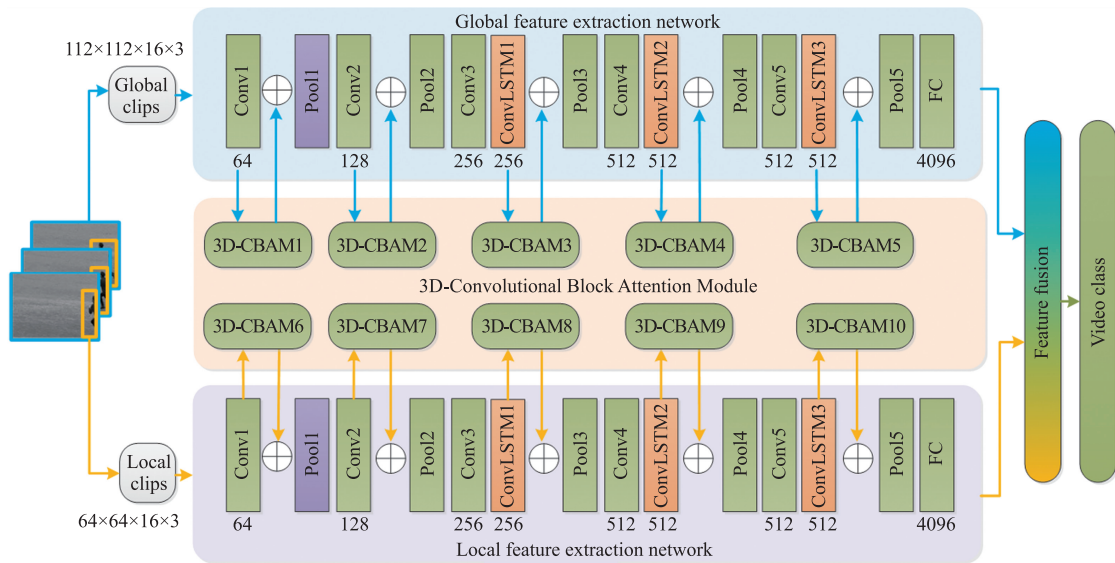 Global feature extraction network
112×112×16×3
Global
clips
Conv1
Pool1
Conv2
Pool2
Conv3
ConvLSTM1
Pool3
Conv4
ConvLSTM2
Pool4
Conv5
ConvLSTM3
Pool5
FC
64
128
256
256
512
512
512
512
4096
3D-CBAM1
3D-CBAM2
3D-CBAM3
3D-CBAM4
3D-CBAM5
3D-Convolutional Block Attention Module
3D-CBAM6
3D-CBAM7
3D-CBAM8
3D-CBAM9
3D-CBAM10
Feature fusion
Video class
Local
clips
64×64×16×3
Conv1
Pool1
Conv2
Pool2
Conv3
ConvLSTM1
Pool3
Conv4
ConvLSTM2
Pool4
Conv5
ConvLSTM3
Pool5
FC
64
128
256
256
512
512
512
512
4096
Local feature extraction network